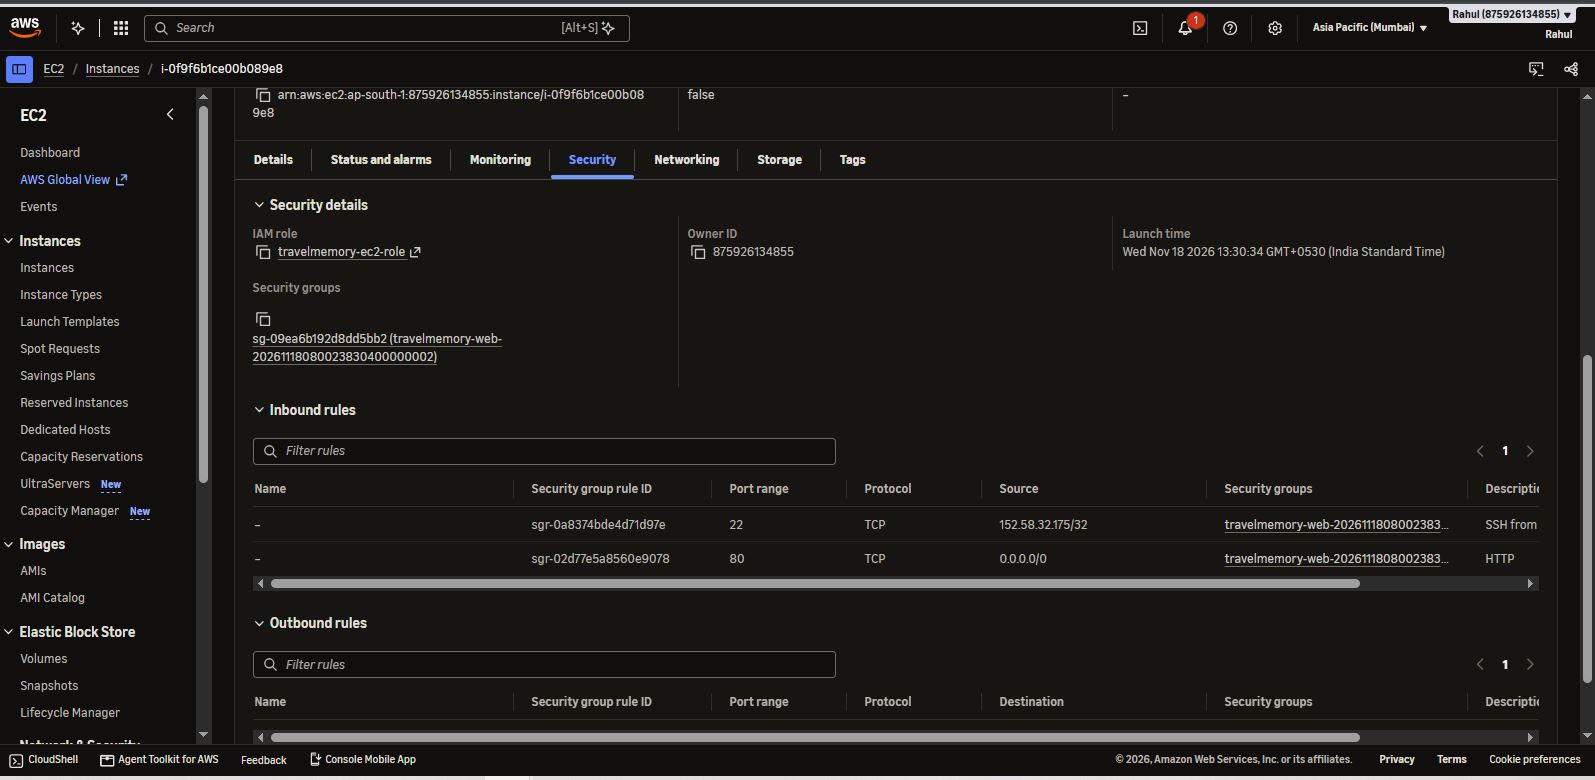 aws
Search [Alt+S]
1
Asia Pacific (Mumbai)
Rahul (875926134855)
Rahul
EC2 / Instances / i-0f9f6b1ce00b089e8
EC2
Dashboard
AWS Global View
Events
Instances
Instances
Instance Types
Launch Templates
Spot Requests
Savings Plans
Reserved Instances
Dedicated Hosts
Capacity Reservations
UltraServers New
Capacity Manager New
Images
AMIs
AMI Catalog
Elastic Block Store
Volumes
Snapshots
Lifecycle Manager
Network & Security
arn:aws:ec2:ap-south-1:875926134855:instance/i-0f9f6b1ce00b08
9e8
false
–
Details Status and alarms Monitoring Security Networking Storage Tags
Security details
IAM role
travelmemory-ec2-role
Owner ID
875926134855
Launch time
Wed Nov 18 2026 13:30:34 GMT+0530 (India Standard Time)
Security groups
sg-09ea6b192d8dd5bb2 (travelmemory-web-
20261118080023830400000002)
Inbound rules
Filter rules
1
Name Security group rule ID Port range Protocol Source Security groups Descriptio
– sgr-0a8374bde4d71d97e 22 TCP 152.58.32.175/32 travelmemory-web-2026111808002383... SSH from
– sgr-02d77e5a8560e9078 80 TCP 0.0.0.0/0 travelmemory-web-2026111808002383... HTTP
Outbound rules
Filter rules
1
Name Security group rule ID Port range Protocol Destination Security groups Descriptio
CloudShell Agent Toolkit for AWS Feedback Console Mobile App
© 2026, Amazon Web Services, Inc. or its affiliates. Privacy Terms Cookie preferences